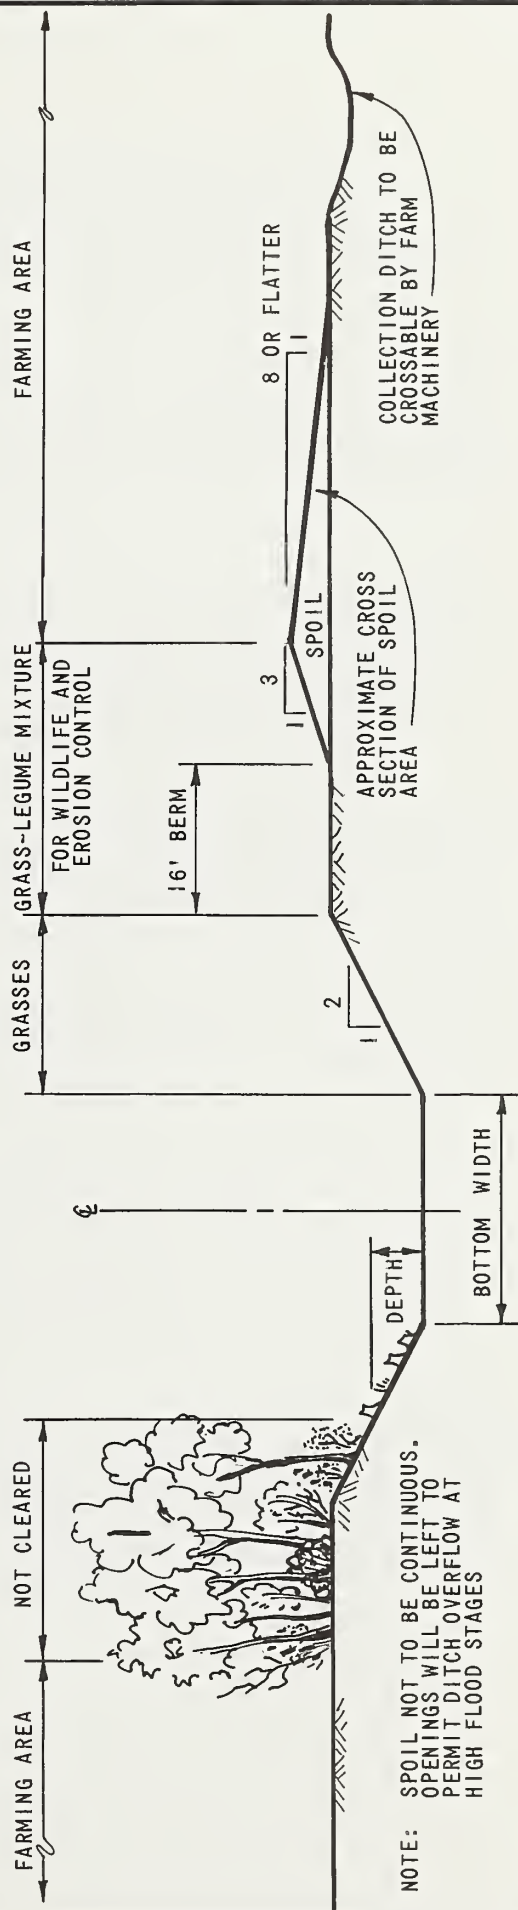 FARMING AREA
NOT CLEARED
GRASSES
GRASS-LEGUME MIXTURE
FOR WILDLIFE AND
EROSION CONTROL
FARMING AREA
℄
16' BERM
3
1
8 OR FLATTER
1
SPOIL
2
1
DEPTH
BOTTOM WIDTH
APPROXIMATE CROSS
SECTION OF SPOIL
AREA
COLLECTION DITCH TO BE
CROSSABLE BY FARM
MACHINERY
NOTE: SPOIL NOT TO BE CONTINUOUS.
OPENINGS WILL BE LEFT TO
PERMIT DITCH OVERFLOW AT
HIGH FLOOD STAGES